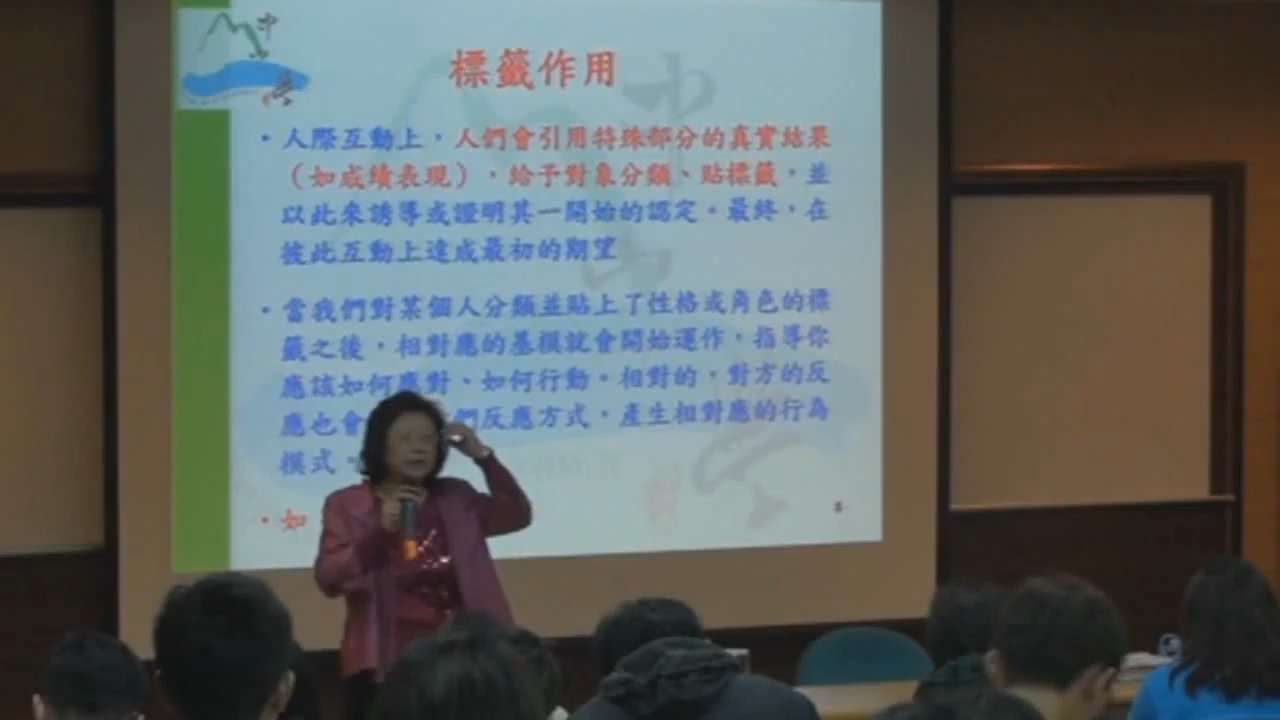 中
山
學
標籤作用
• 人際互動上，人們會引用特殊部分的真實結果
（如成績表現），給予對象分類、貼標籤，並
以此來誘導或證明其一開始的認定。最終，在
彼此互動上達成最初的期望
• 當我們對某個人分類並貼上了性格或角色的標
籤之後，相對應的基模就會開始運作，指導你
應該如何應對、如何行動。相對的，對方的反
應也會 們反應方式，產生相對應的行為
模式。
• 如
8